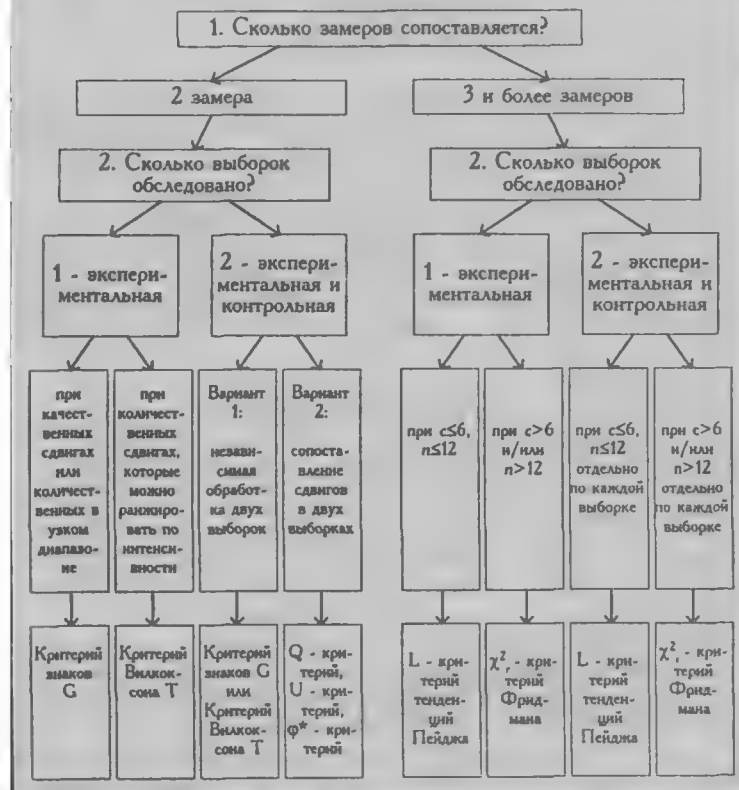 1. Сколько замеров сопоставляется?
2 замера
3 и более замеров
2. Сколько выборок
обследовано?
2. Сколько выборок
обследовано?
1 - экспери-
ментальная
2 - экспери-
ментальная и
контрольная
1 - экспери-
ментальная
2 - экспери-
ментальная и
контрольная
при
качест-
венных
сдвигах
или
количест-
венных в
узком
диапазо-
не
при
количест-
венных
сдвигах,
которые
можно
ранжиро-
вать по
интенси-
вности
Вариант
1:
незави-
симая
обработ-
ка двух
выборок
Вариант
2:
сопоста-
вление
сдвигов
в двух
выборках
при c≤6,
n≤12
при c>6
и/или
n>12
при c≤6,
n≤12
отдельно
по каждой
выборке
при c>6
и/или
n>12
отдельно
по каждой
выборке
Критерий
знаков
G
Критерий
Вилкок-
сона T
Критерий
знаков G
или
Критерий
Вилкок-
сона T
Q - кри-
терий,
U - кри-
терий,
φ* - кри-
терий
L - кри-
терий
тенден-
ций
Пейджа
χ²r - кри-
терий
Фрид-
мана
L - кри-
терий
тенден-
ций
Пейджа
χ²r - кри-
терий
Фрид-
мана